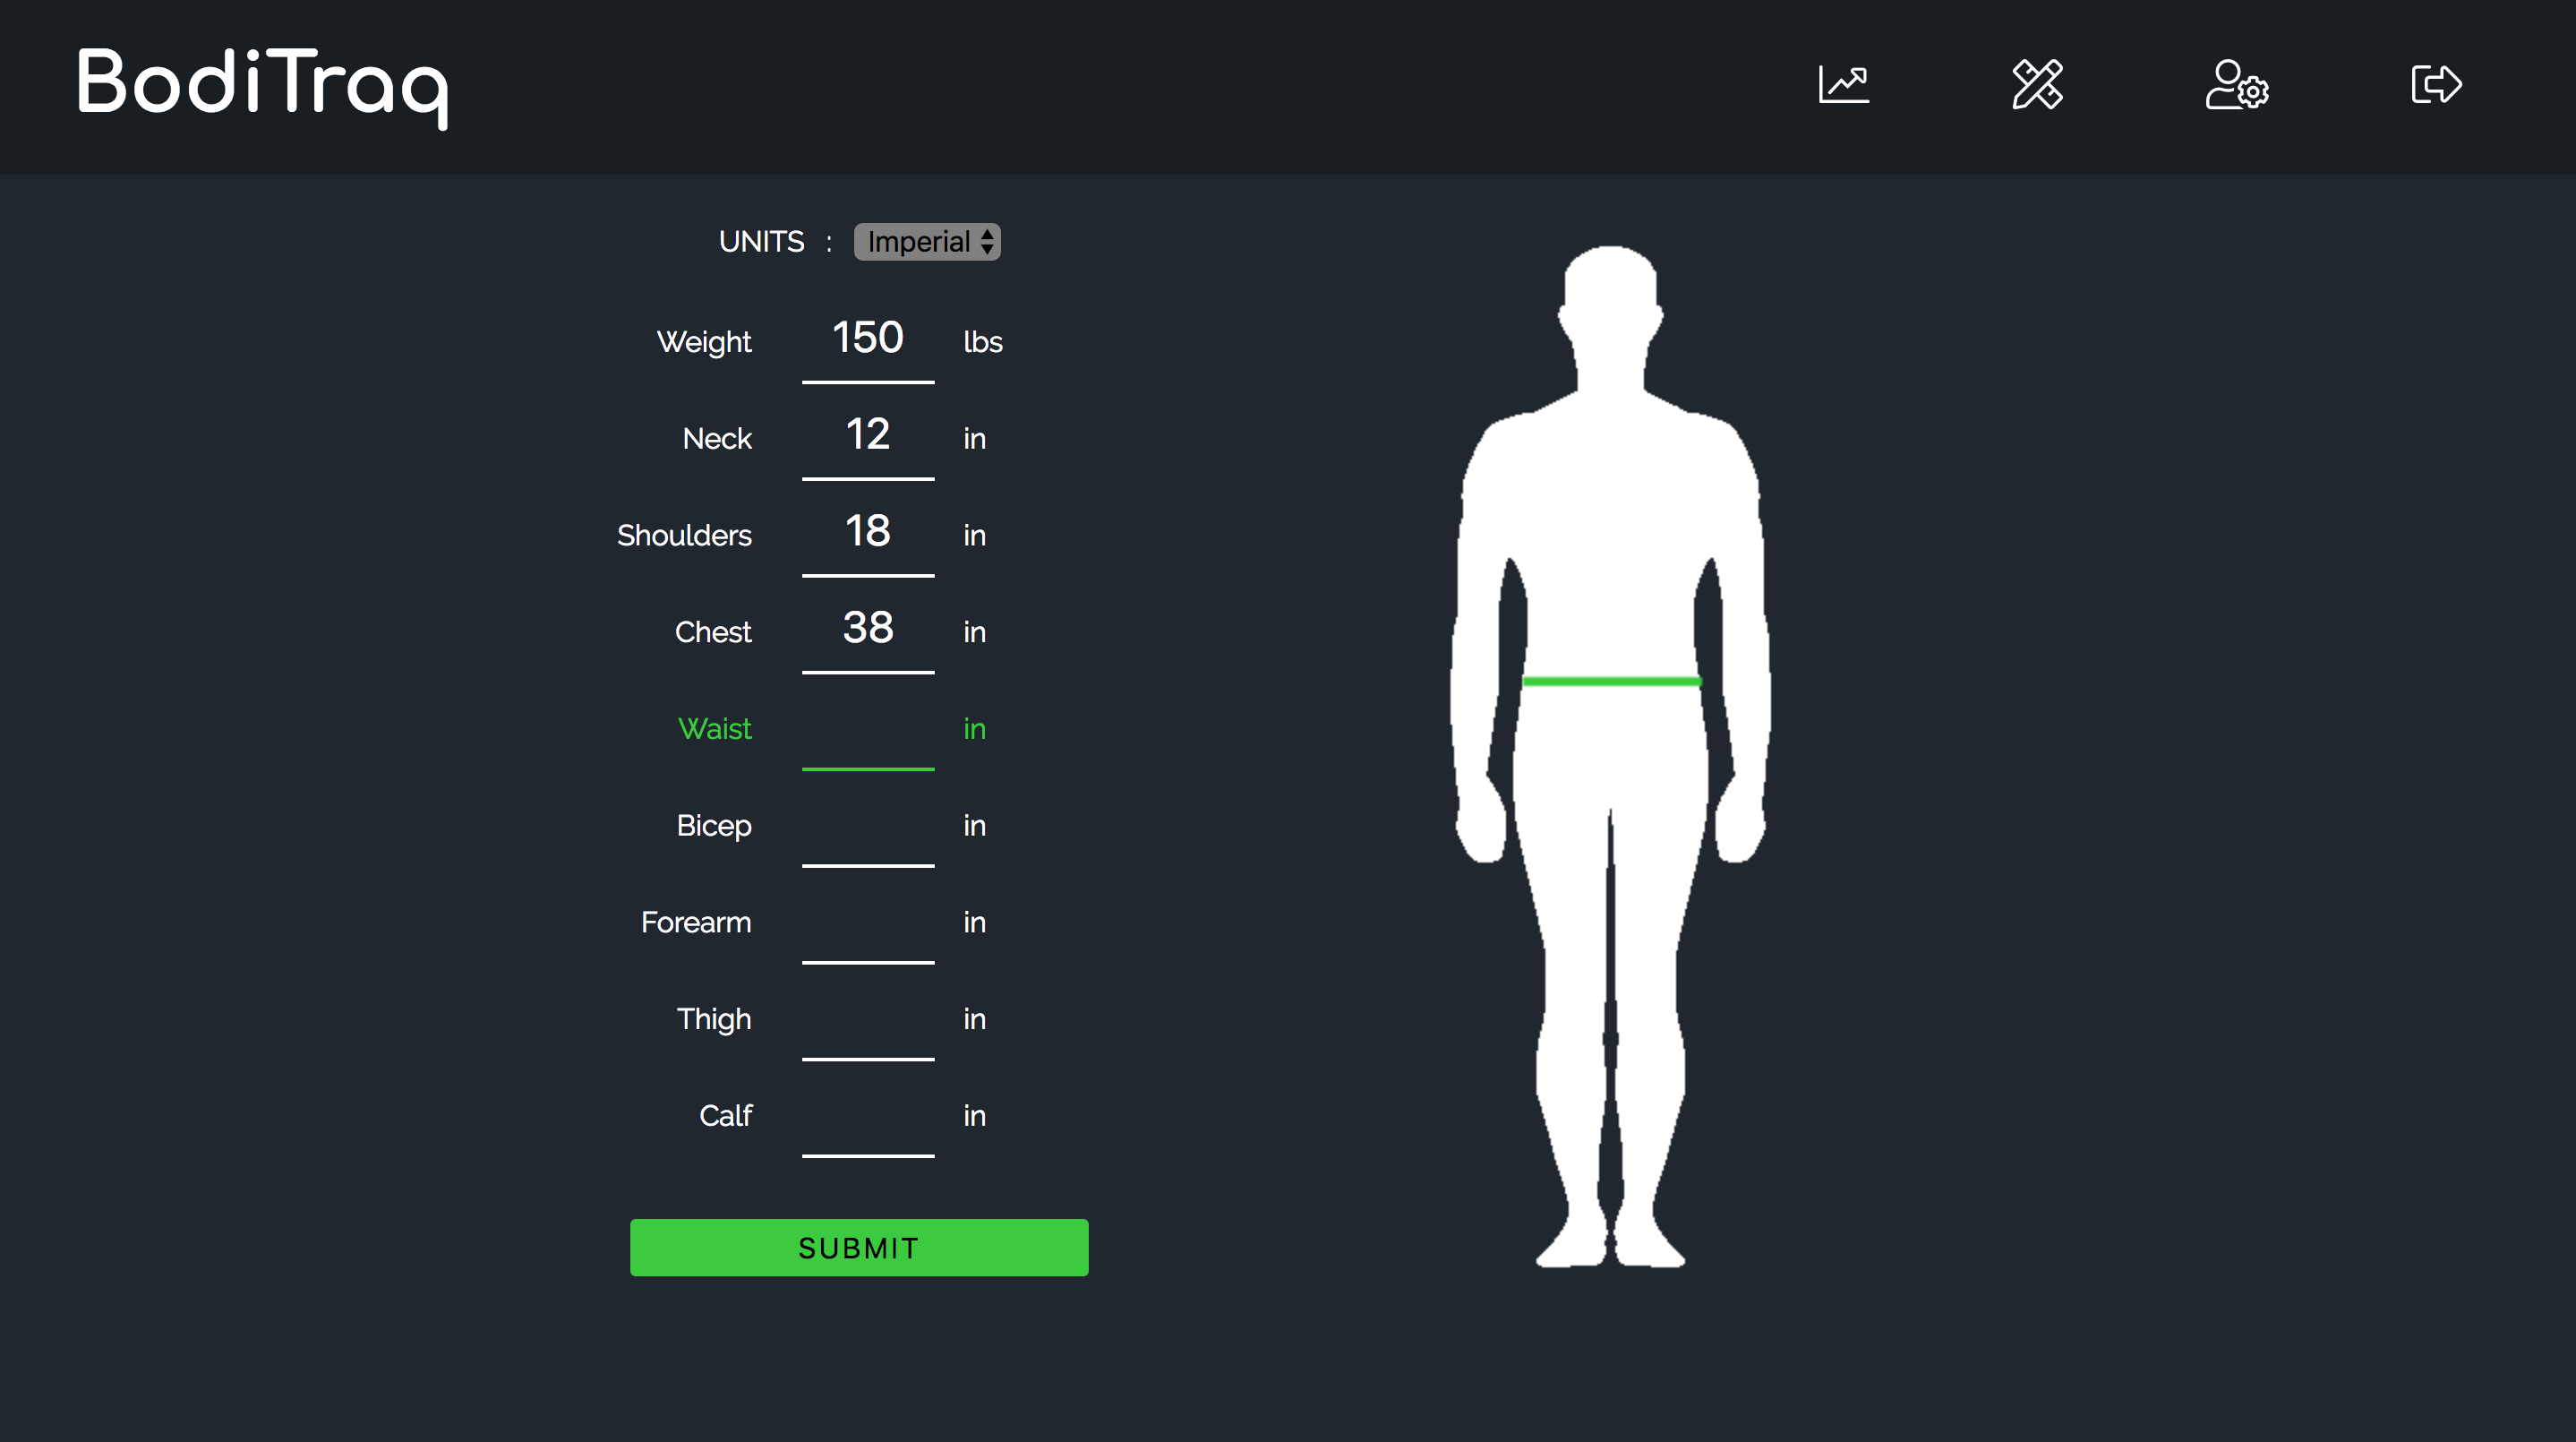 BodiTraq
UNITS : Imperial
Weight 150 lbs
Neck 12 in
Shoulders 18 in
Chest 38 in
Waist in
Bicep in
Forearm in
Thigh in
Calf in
SUBMIT